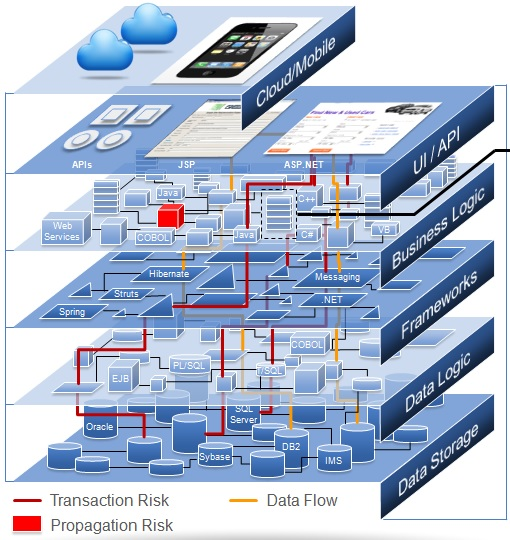 Cloud/Mobile
UI / API
APIs
JSP
ASP.NET
Business Logic
Java
C++
Web Services
COBOL
Java
C#
VB
Frameworks
Hibernate
Messaging
Struts
.NET
Spring
Data Logic
COBOL
PL/SQL
T/SQL
EJB
Data Storage
SQL
Server
Oracle
DB2
Sybase
IMS
Transaction Risk
Data Flow
Propagation Risk